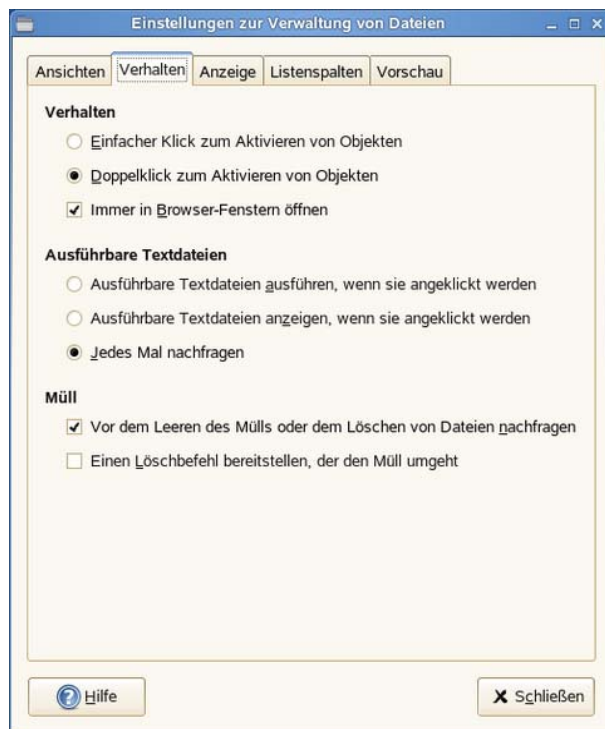 Einstellungen zur Verwaltung von Dateien
Ansichten Verhalten Anzeige Listenspalten Vorschau
Verhalten
Einfacher Klick zum Aktivieren von Objekten
Doppelklick zum Aktivieren von Objekten
Immer in Browser-Fenstern öffnen
Ausführbare Textdateien
Ausführbare Textdateien ausführen, wenn sie angeklickt werden
Ausführbare Textdateien anzeigen, wenn sie angeklickt werden
Jedes Mal nachfragen
Müll
Vor dem Leeren des Mülls oder dem Löschen von Dateien nachfragen
Einen Löschbefehl bereitstellen, der den Müll umgeht
Hilfe Schließen